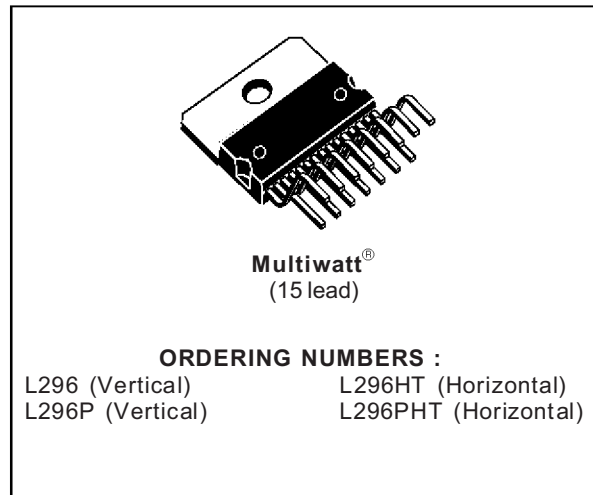 Multiwatt®
(15 lead)
ORDERING NUMBERS :
L296 (Vertical) L296HT (Horizontal)
L296P (Vertical) L296PHT (Horizontal)